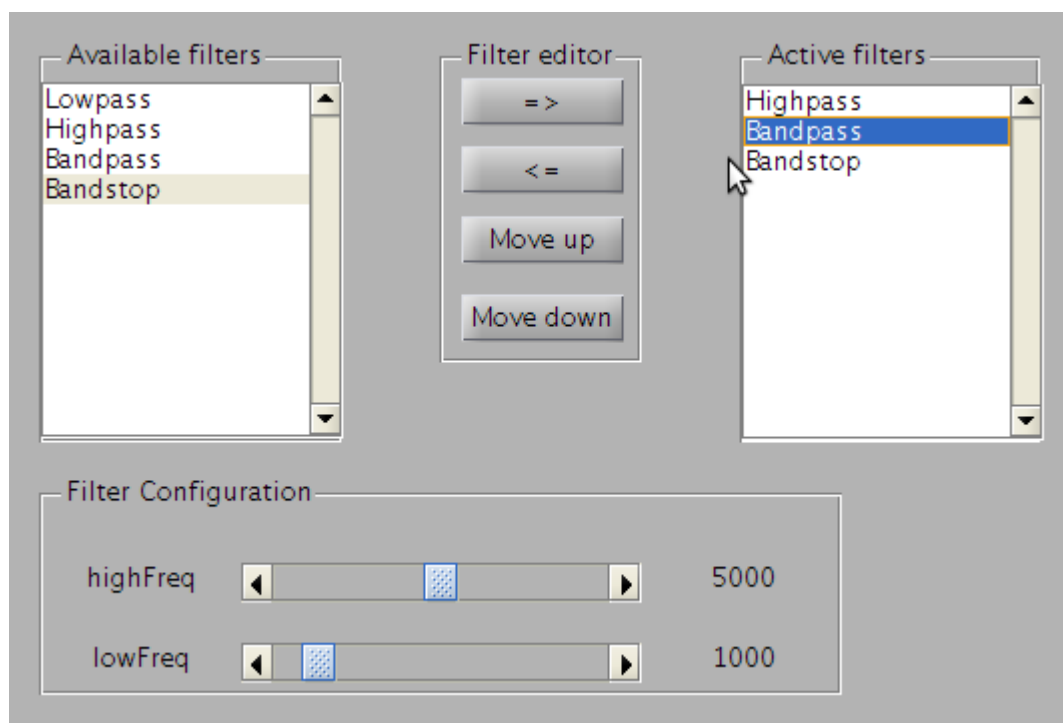 Available filters
Lowpass
Highpass
Bandpass
Bandstop
Filter editor
=>
<=
Move up
Move down
Active filters
Highpass
Bandpass
Bandstop
Filter Configuration
highFreq
5000
lowFreq
1000